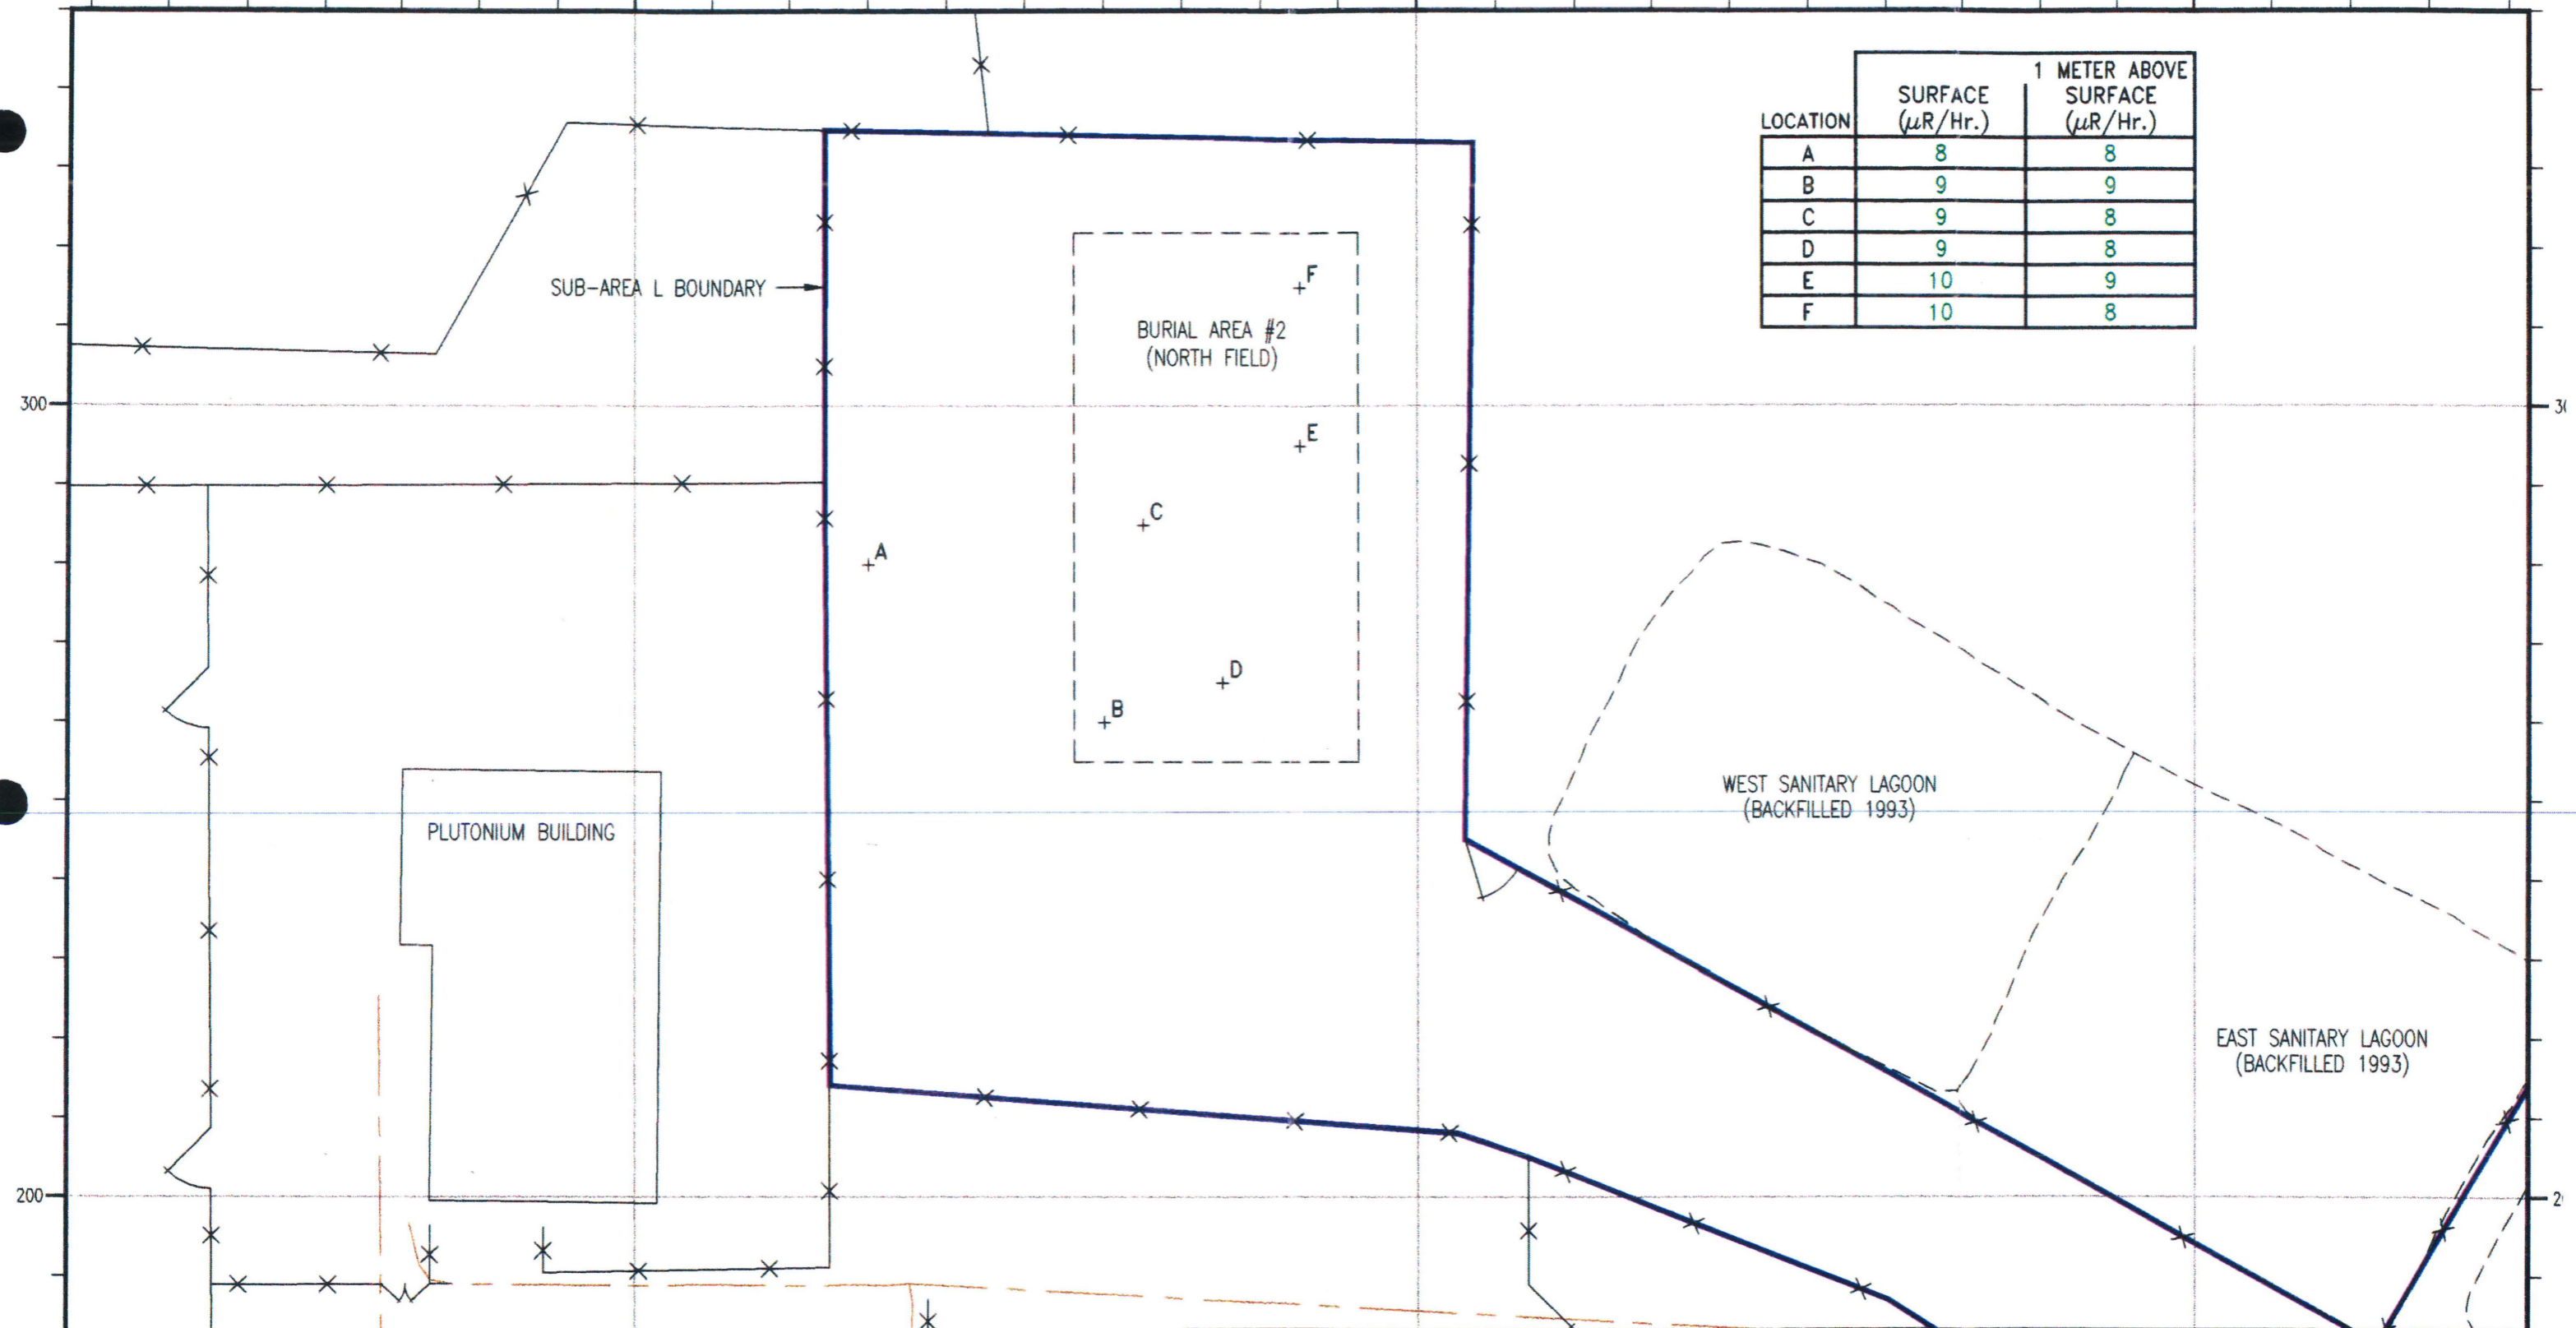 1 METER ABOVE
SURFACE SURFACE
LOCATION (μR/Hr.) (μR/Hr.)
A 8 8
B 9 9
C 9 8
D 9 8
E 10 9
F 10 8
SUB-AREA L BOUNDARY
F
BURIAL AREA #2
(NORTH FIELD)
300
E
C
A
D
B
WEST SANITARY LAGOON
(BACKFILLED 1993)
PLUTONIUM BUILDING
EAST SANITARY LAGOON
(BACKFILLED 1993)
200